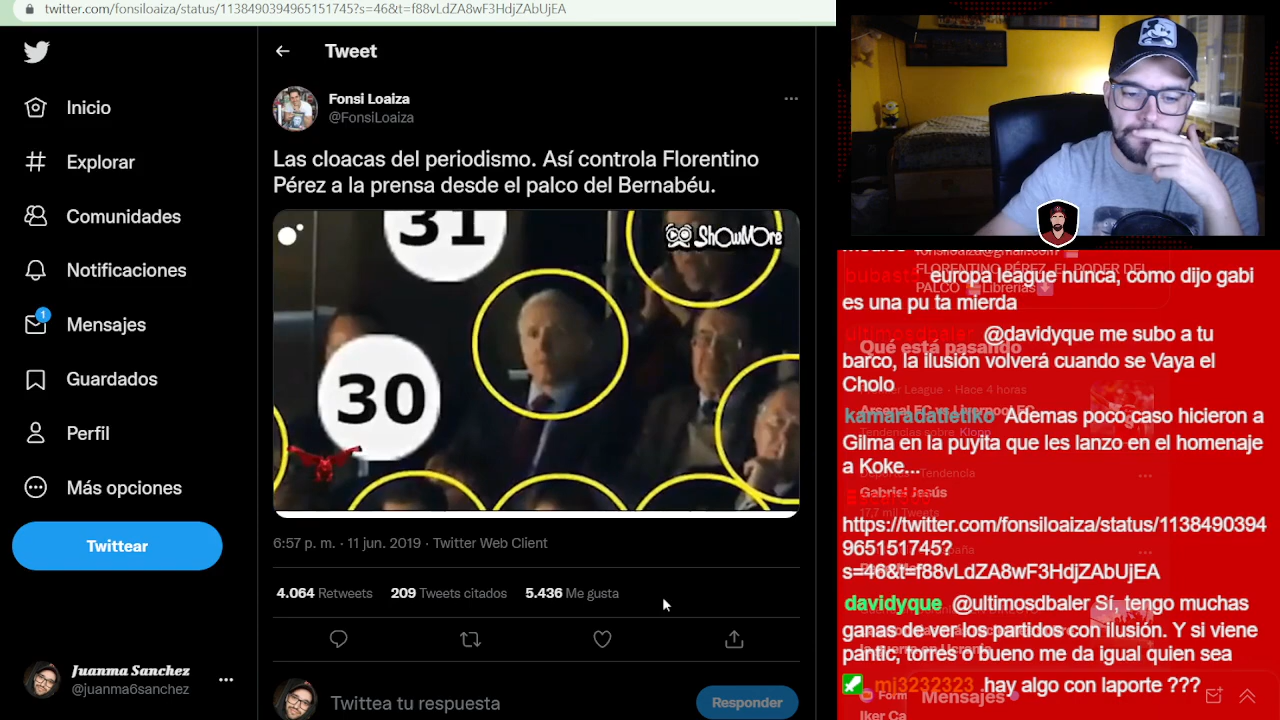 twitter.com/fonsiloaiza/status/1138490394965151745?s=46&t=f88vLdZA8wF3HdjZAbUjEA
Inicio
Explorar
Comunidades
Notificaciones
1
Mensajes
Guardados
Perfil
Más opciones
Twittear
Juanma Sanchez
@juanma6sanchez
Tweet
Fonsi Loaiza
@FonsiLoaiza
Las cloacas del periodismo. Así controla Florentino
Pérez a la prensa desde el palco del Bernabéu.
31
ShowMore
30
6:57 p. m. · 11 jun. 2019 · Twitter Web Client
4.064 Retweets 209 Tweets citados 5.436 Me gusta
Twittea tu respuesta
Responder
FLORENTINO PÉREZ, EL PODER DEL
PALCO Librerías
europa league nunca, como dijo gabi
es una pu ta mierda
ultimosdbaler @davidyque me subo a tu
barco, la ilusión volverá cuando se Vaya el
Cholo
Qué está pasando
Hace 4 horas
Arsenal FC vs Liverpool FC
Tendencias sobre Klopp
kamaradatletiko Ademas poco caso hicieron a
Gilma en la puyita que les lanzo en el homenaje
a Koke...
Tendencia
Gabriel Jesús
17,7 mil Tweets
https://twitter.com/fonsiloaiza/status/113849039
4965151745?
s=46&t=f88vLdZA8wF3HdjZAbUjEA
davidyque @ultimosdbaler Sí, tengo muchas
ganas de ver los partidos con ilusión. Y si viene
pantic, torres o bueno me da igual quien sea
mj3232323 hay algo con laporte ???
Mensajes